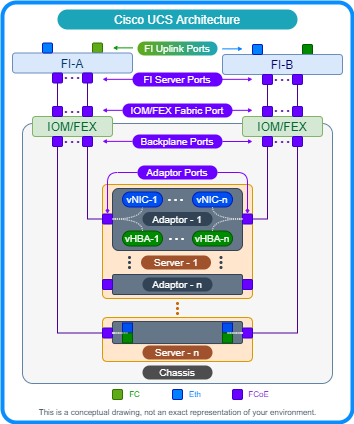 Cisco UCS Architecture
FI Uplink Ports
FI-A
FI-B
FI Server Ports
IOM/FEX Fabric Port
IOM/FEX
IOM/FEX
Backplane Ports
Adaptor Ports
vNIC-1
vNIC-n
Adaptor - 1
vHBA-1
vHBA-n
Server - 1
Adaptor - n
Server - n
Chassis
FC
Eth
FCoE
This is a conceptual drawing, not an exact representation of your environment.